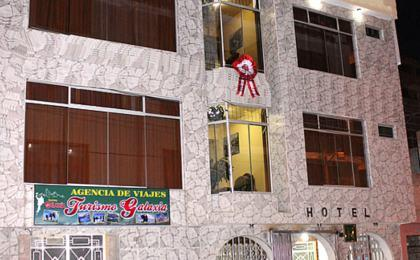 AGENCIA DE VIAJES
Turismo Galaxia
HOTEL